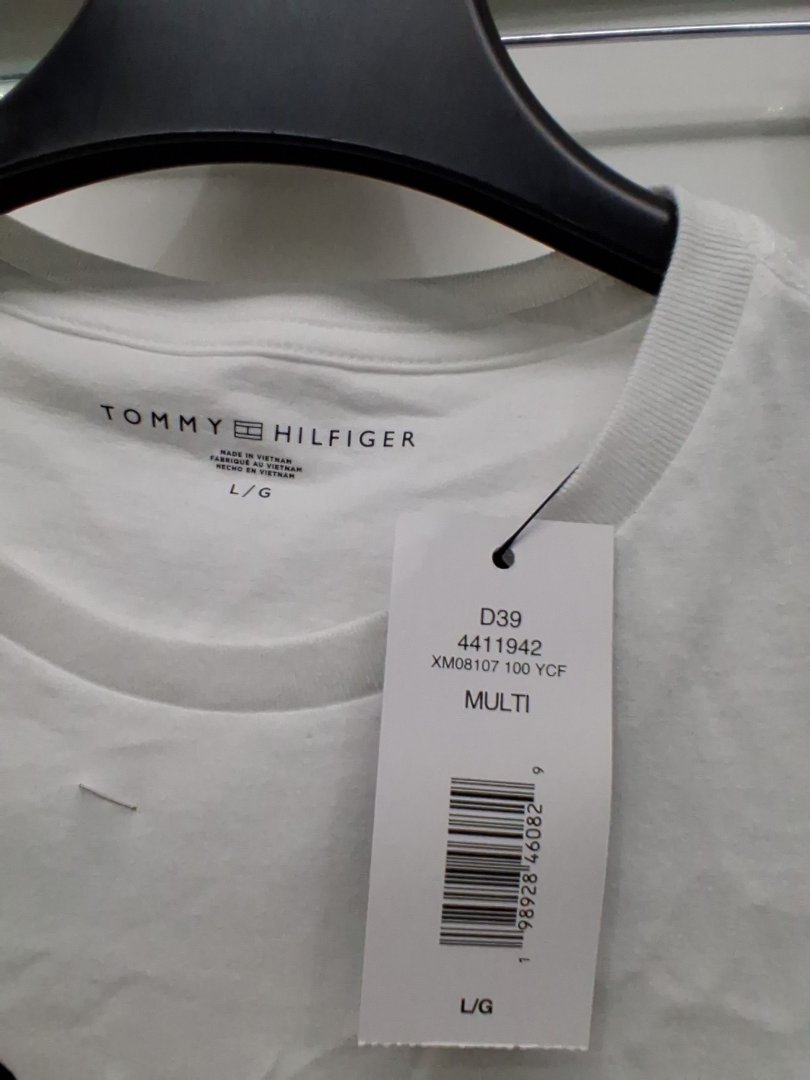 TOMMY HILFIGER
MADE IN VIETNAM
FABRIQUÉ AU VIETNAM
HECHO EN VIETNAM
L/G
D39
4411942
XM08107 100 YCF
MULTI
1 98928 46082 9
L/G